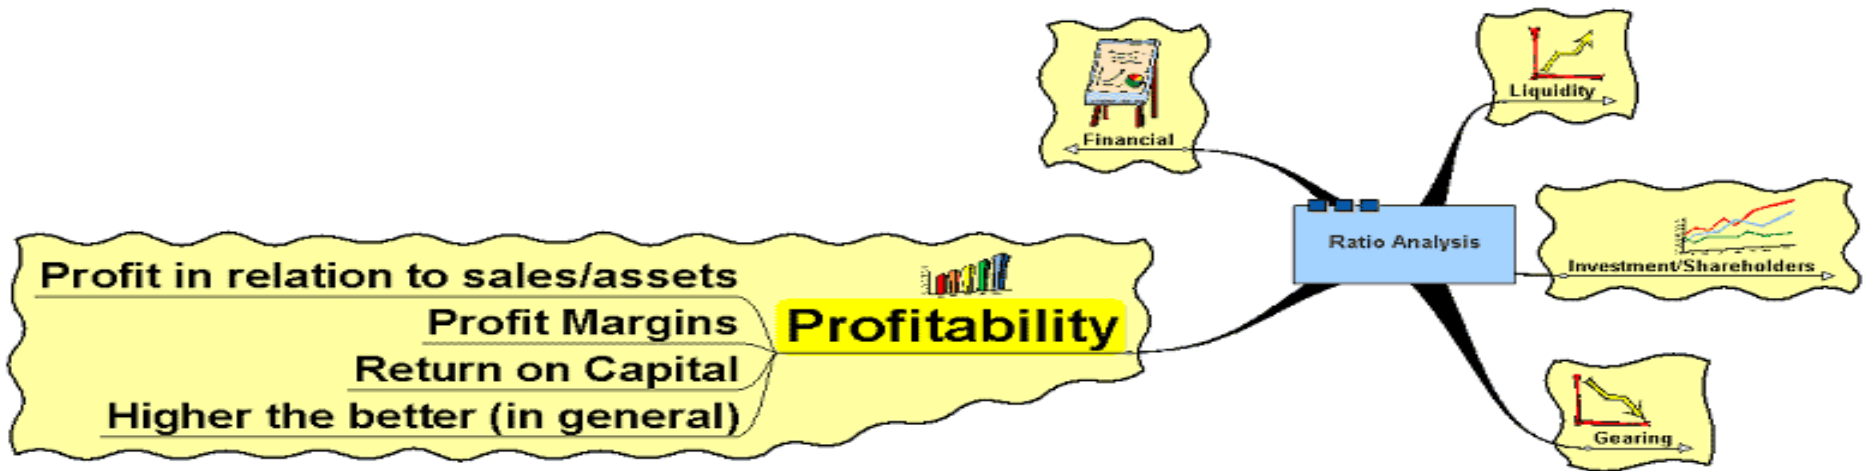 Financial
Liquidity
Ratio Analysis
Investment/Shareholders
Profitability
Profit in relation to sales/assets
Profit Margins
Return on Capital
Higher the better (in general)
Gearing